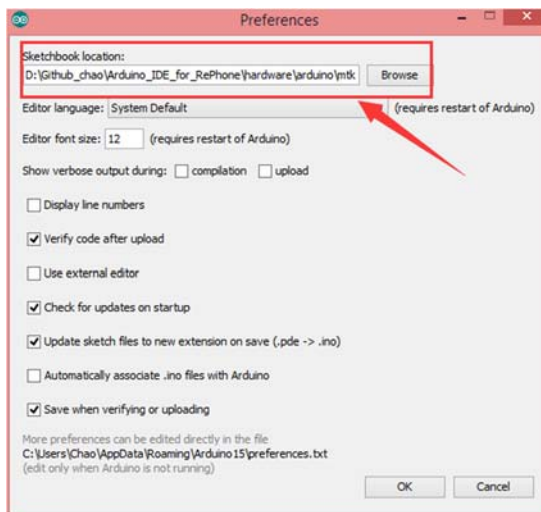 Preferences
Sketchbook location:
D:\Github_chao\Arduino_IDE_for_RePhone\hardware\arduino\mtk Browse
Editor language: System Default (requires restart of Arduino)
Editor font size: 12 (requires restart of Arduino)
Show verbose output during: compilation upload
Display line numbers
Verify code after upload
Use external editor
Check for updates on startup
Update sketch files to new extension on save (.pde -> .ino)
Automatically associate .ino files with Arduino
Save when verifying or uploading
More preferences can be edited directly in the file
C:\Users\Chao\AppData\Roaming\Arduino15\preferences.txt
(edit only when Arduino is not running)
OK Cancel